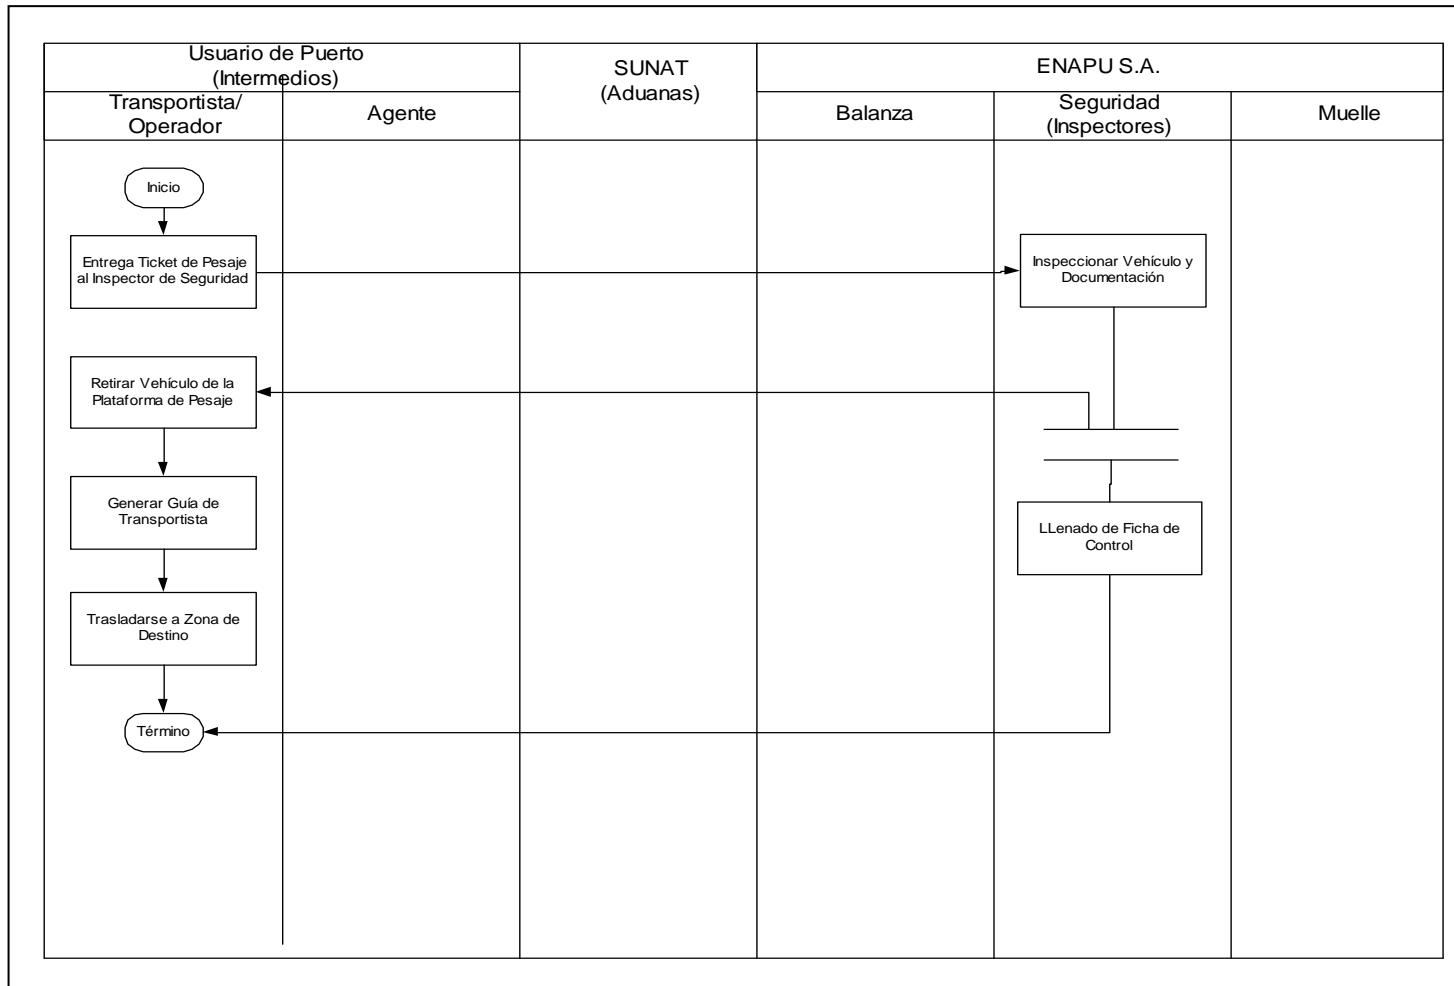 Usuario de Puerto
(Intermedios)
SUNAT
(Aduanas)
ENAPU S.A.
Transportista/
Operador
Agente
Balanza
Seguridad
(Inspectores)
Muelle
Inicio
Entrega Ticket de Pesaje
al Inspector de Seguridad
Inspeccionar Vehículo y
Documentación
Retirar Vehículo de la
Plataforma de Pesaje
Generar Guía de
Transportista
LLenado de Ficha de
Control
Trasladarse a Zona de
Destino
Término